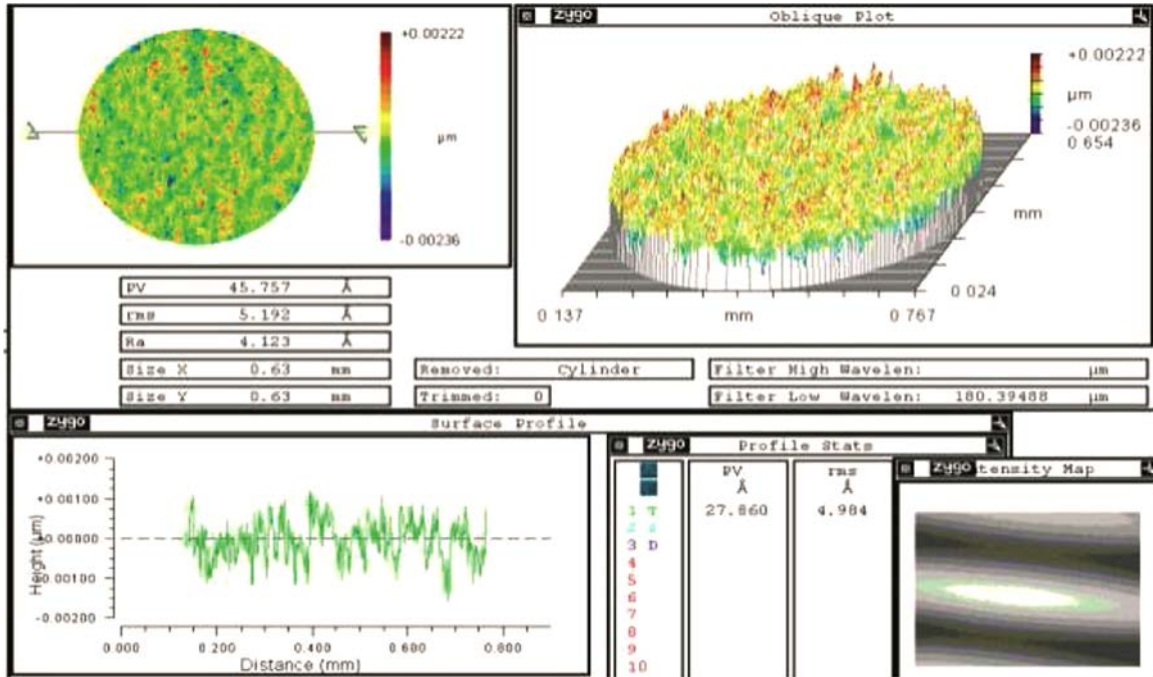 +0.00222
µm
-0.00236
zygo Oblique Plot
+0.00222
µm
-0.00236
0 654
mm
0 024
0 137 mm 0 767
PV 45.757 Å
rms 5.192 Å
Ra 4.123 Å
Size X 0.63 mm
Size Y 0.63 mm
Removed: Cylinder
Trimmed: 0
Filter High Wavelen: µm
Filter Low Wavelen: 180.39488 µm
zygo Surface Profile
+0.00200
+0.00100
+0.00000
-0.00100
-0.00200
Height (µm)
0.000 0.200 0.400 0.600 0.800
Distance (mm)
zygo Profile Stats
PV rms
Å Å
1 T 27.860 4.984
2
3 D
4
5
6
7
8
9
10
zygo tensity Map